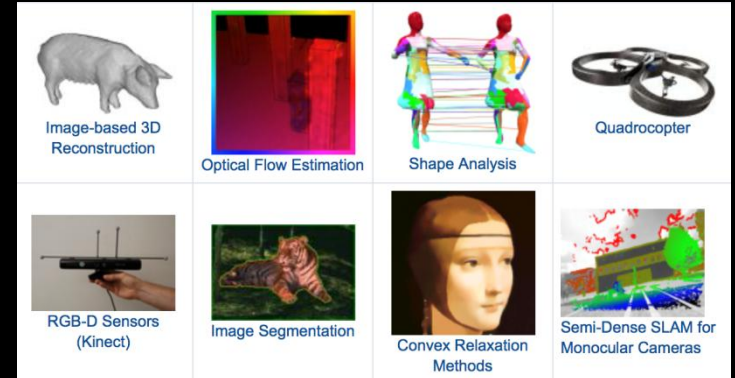 Image-based 3D
Reconstruction
Optical Flow Estimation
Shape Analysis
Quadrocopter
RGB-D Sensors
(Kinect)
Image Segmentation
Convex Relaxation
Methods
Semi-Dense SLAM for
Monocular Cameras